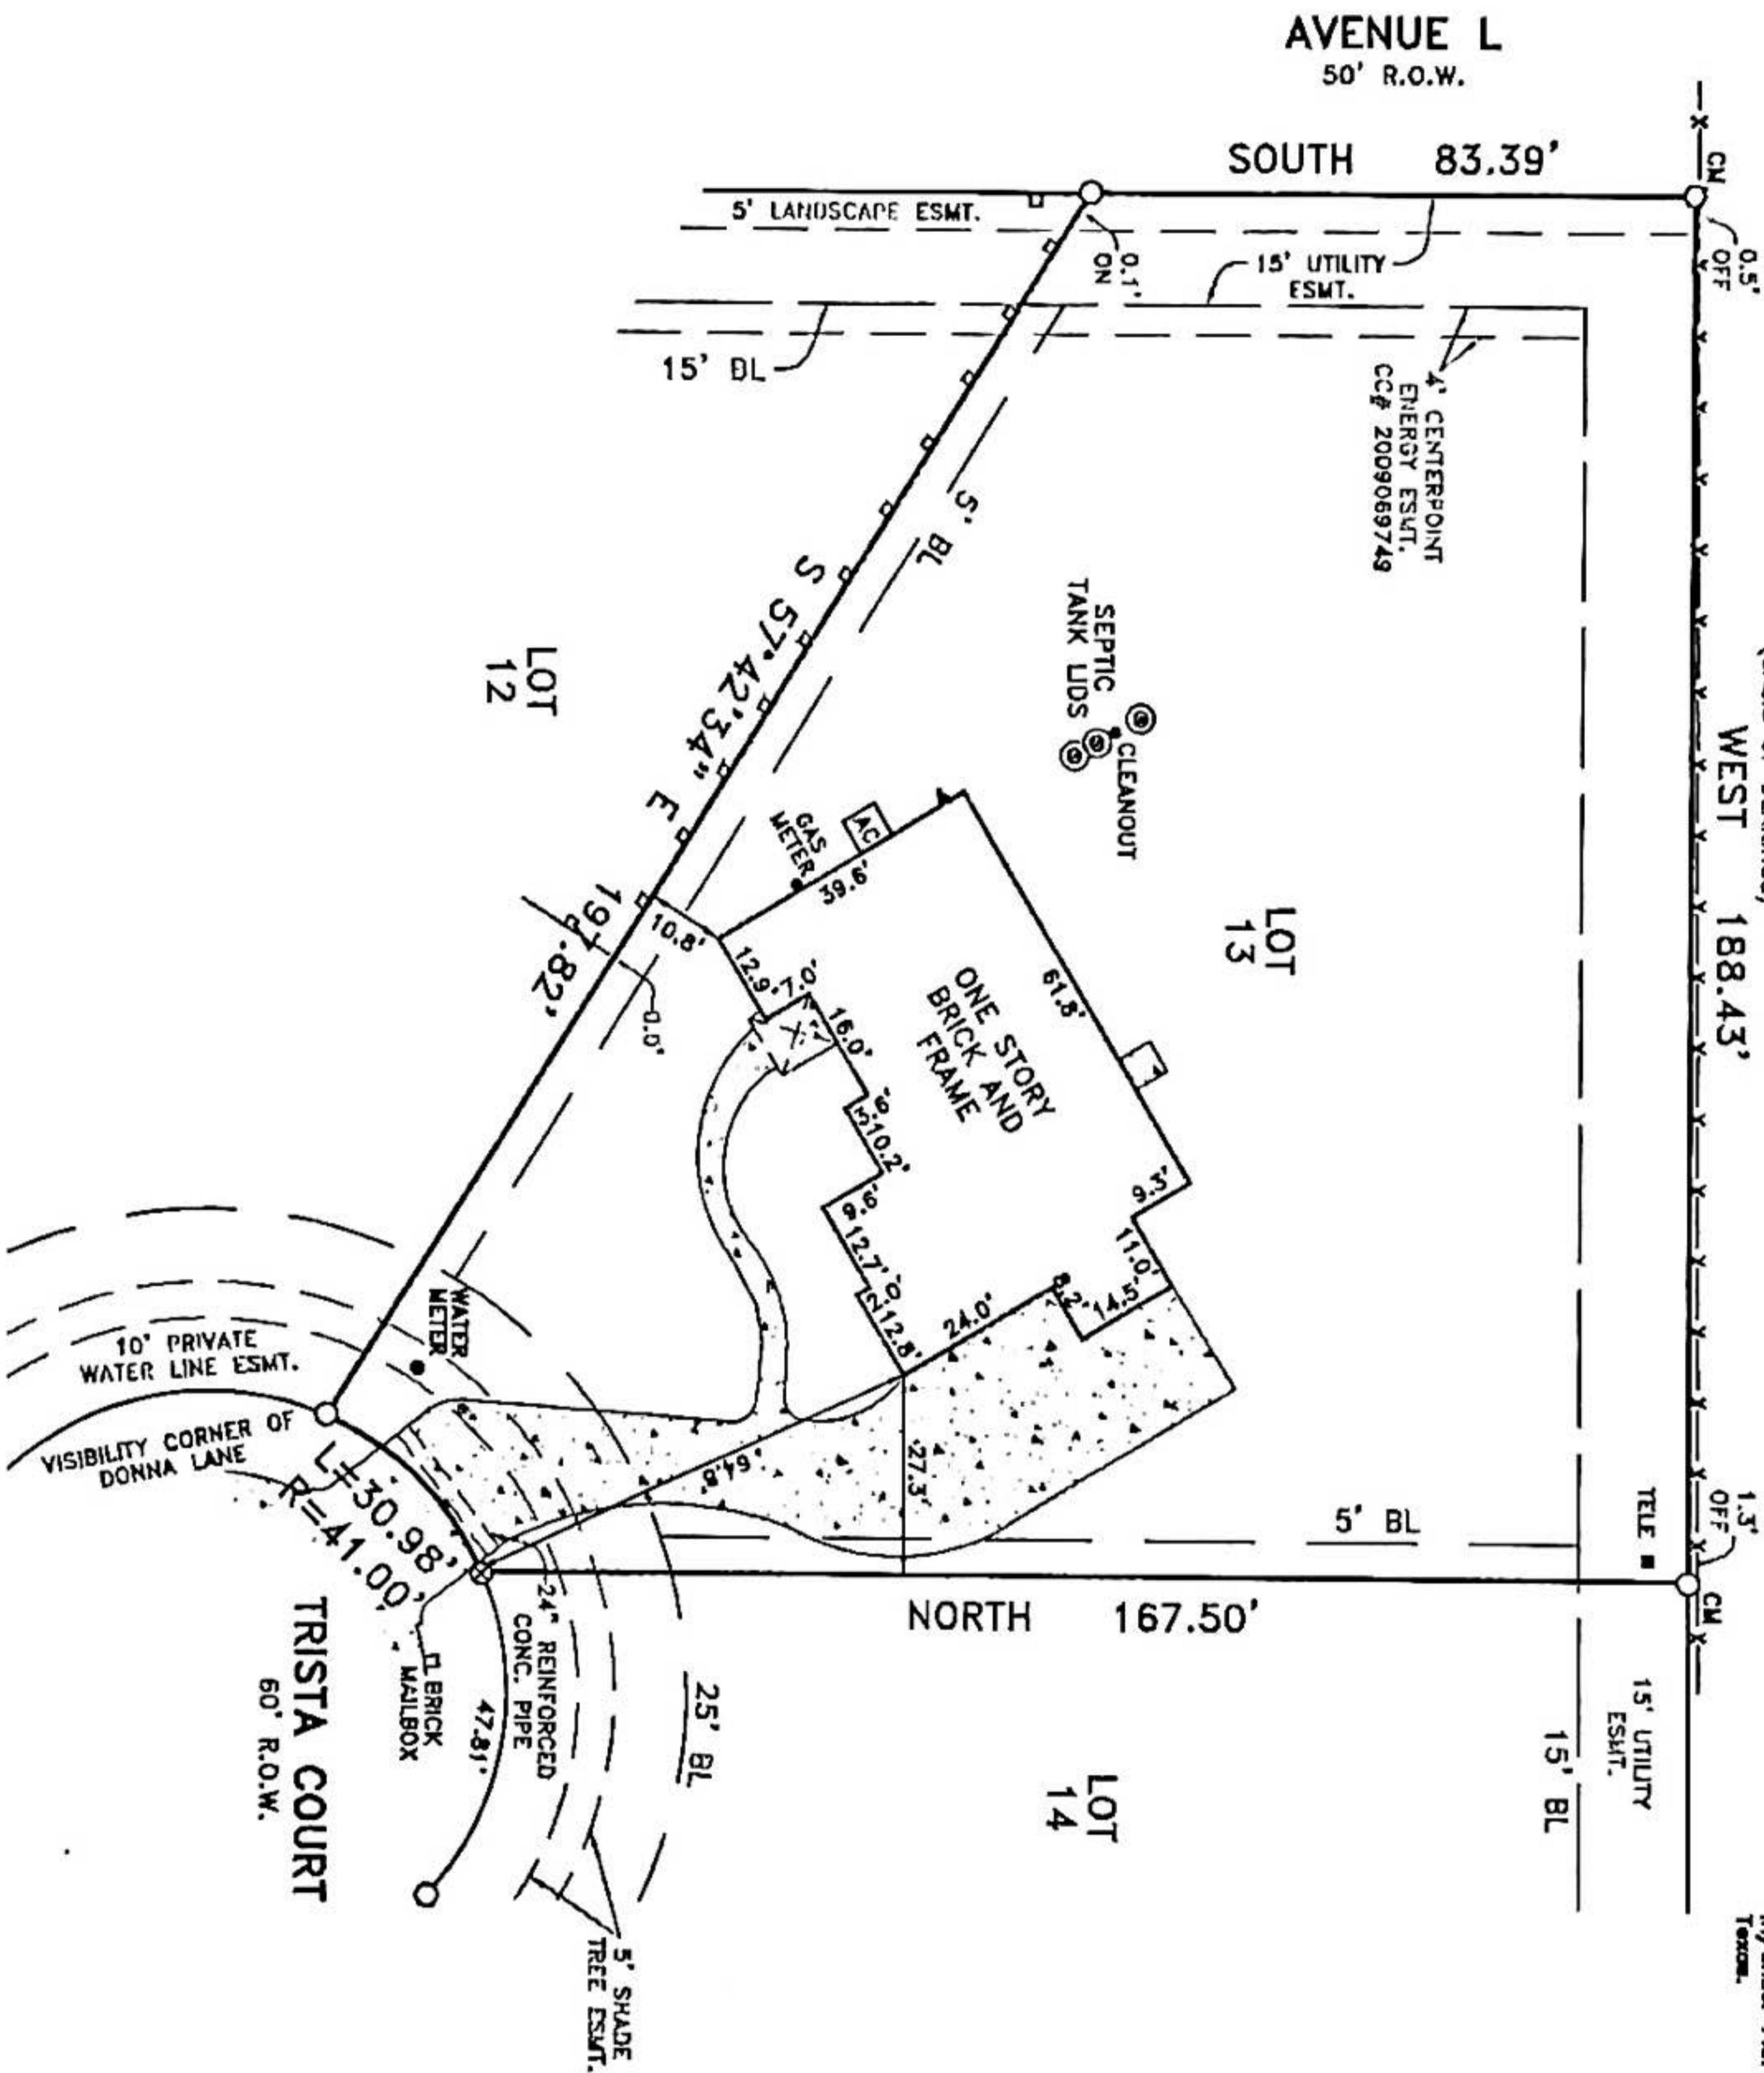 AVENUE L
50' R.O.W.
SOUTH 83.39'
CM
0.5'
OFF
5' LANDSCAPE ESMT.
0.1'
ON
15' UTILITY
ESMT.
15' BL
4' CENTERPOINT
ENERGY ESMT.
CC# 2009069749
WEST 188.43'
5' BL
S 57°42'34" E
197.82'
LOT
12
SEPTIC
TANK LIDS
CLEANOUT
LOT
13
GAS
METER
AC
39.6'
61.8'
10.8'
12.9'
7.0'
16.0'
0.0'
ONE STORY
BRICK AND
FRAME
10.2'
9.6'
12.7'
12.8'
9.3'
11.0'
14.5'
24.0'
27.3'
64.8
WATER
METER
10' PRIVATE
WATER LINE ESMT.
VISIBILITY CORNER OF
DONNA LANE
L=30.98'
R=41.00'
5' BL
TELE
1.3'
OFF
CM
NORTH 167.50'
24" REINFORCED
CONC. PIPE
BRICK
MAILBOX
47.81'
TRISTA COURT
60' R.O.W.
25' BL
LOT
14
15' BL
15' UTILITY
ESMT.
5' SHADE
TREE ESMT.
Texas.